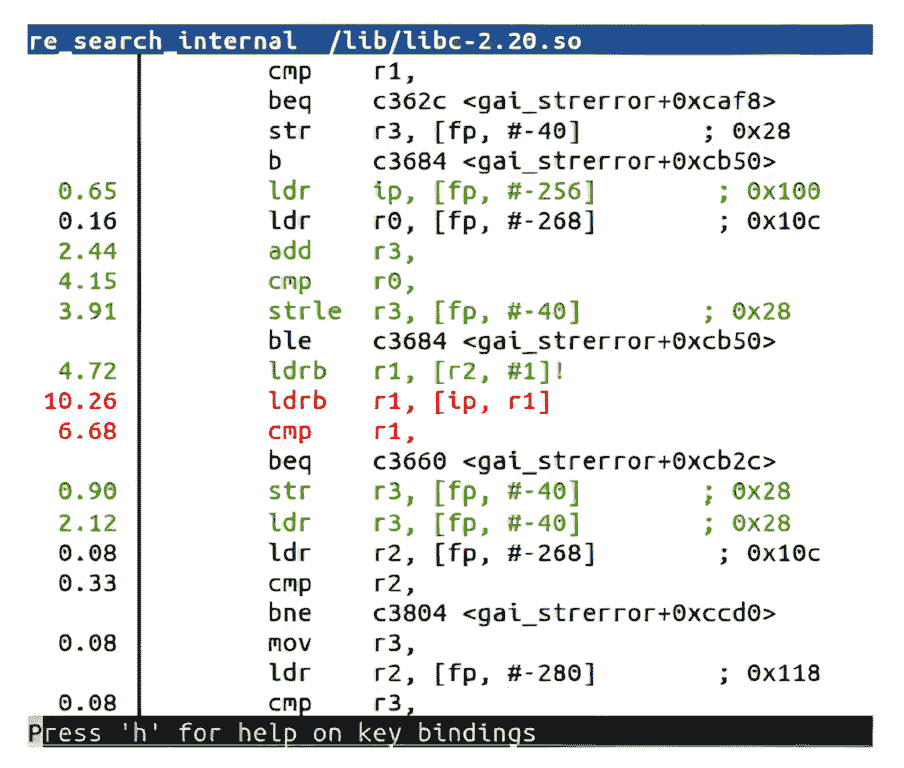 re_search_internal  /lib/libc-2.20.so
cmp r1,
beq c362c <gai_strerror+0xcaf8>
str r3, [fp, #-40] ; 0x28
b c3684 <gai_strerror+0xcb50>
0.65 ldr ip, [fp, #-256] ; 0x100
0.16 ldr r0, [fp, #-268] ; 0x10c
2.44 add r3,
4.15 cmp r0,
3.91 strle r3, [fp, #-40] ; 0x28
ble c3684 <gai_strerror+0xcb50>
4.72 ldrb r1, [r2, #1]!
10.26 ldrb r1, [ip, r1]
6.68 cmp r1,
beq c3660 <gai_strerror+0xcb2c>
0.90 str r3, [fp, #-40] ; 0x28
2.12 ldr r3, [fp, #-40] ; 0x28
0.08 ldr r2, [fp, #-268] ; 0x10c
0.33 cmp r2,
bne c3804 <gai_strerror+0xccd0>
0.08 mov r3,
ldr r2, [fp, #-280] ; 0x118
0.08 cmp r3,
Press 'h' for help on key bindings